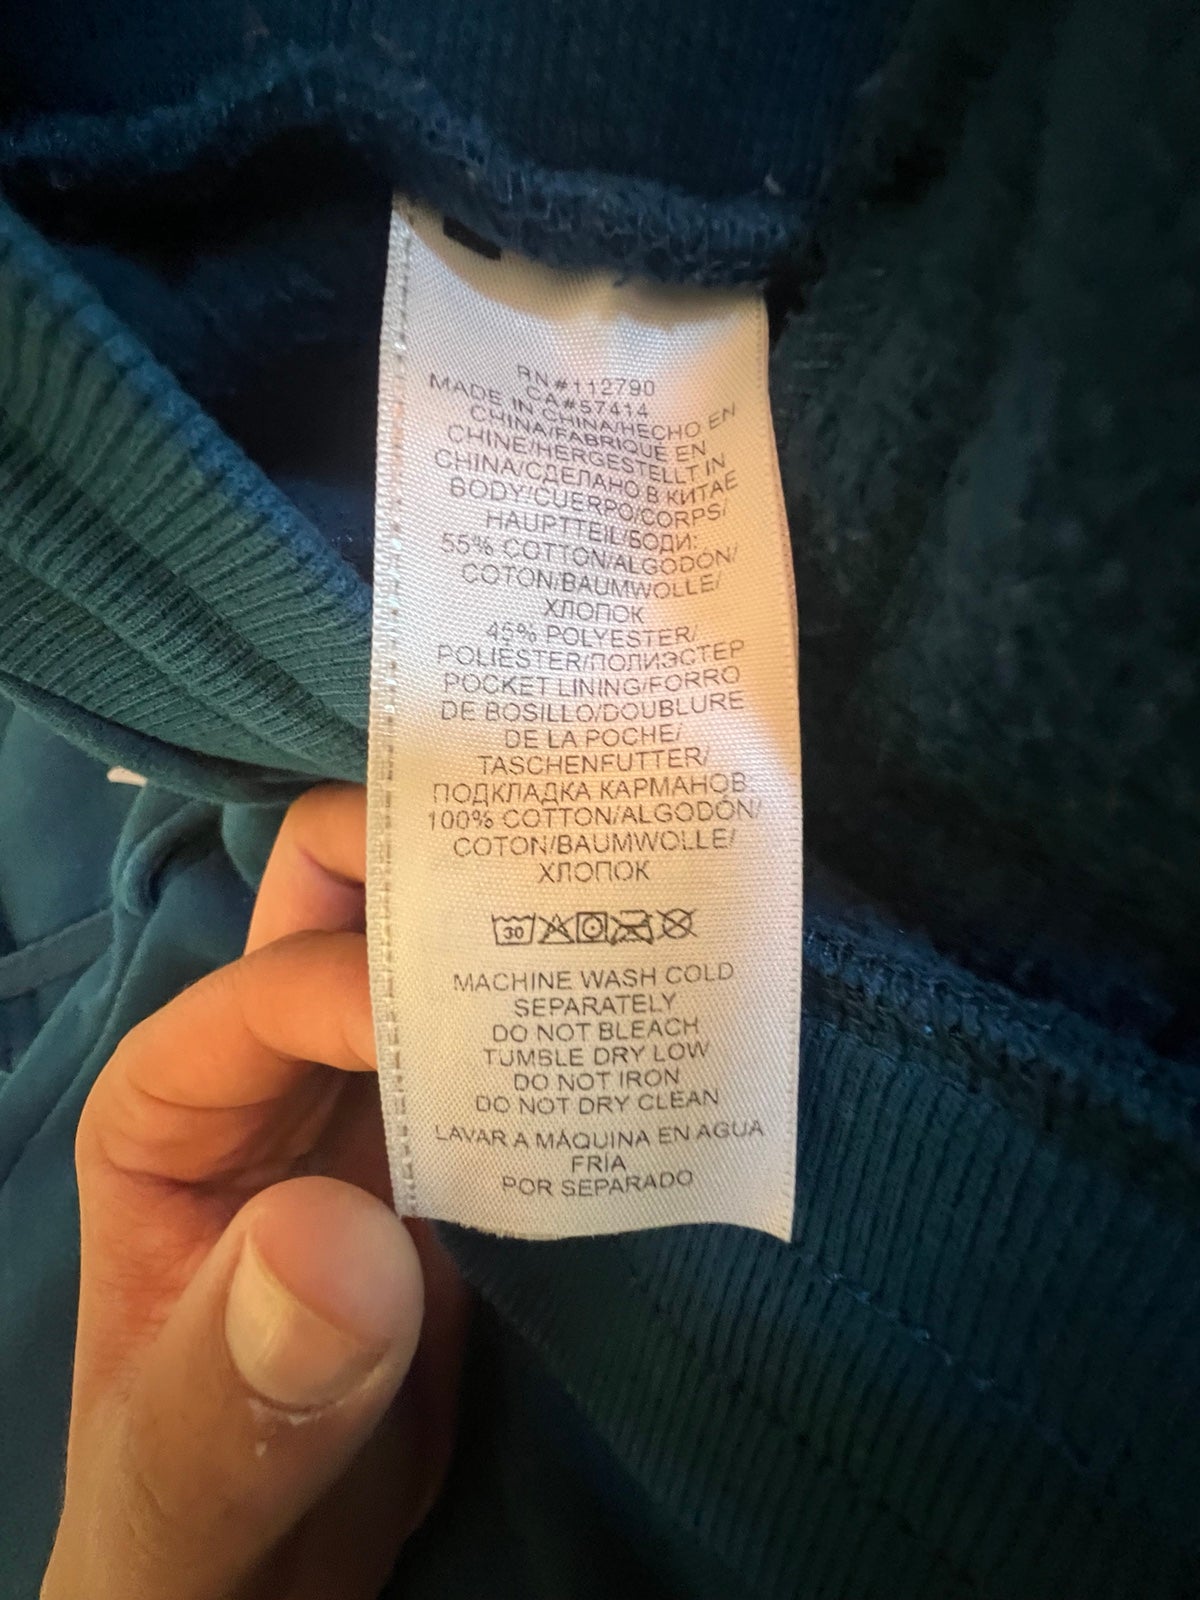 RN#112790
CA#57414
MADE IN CHINA/HECHO EN
CHINA/FABRIQUE EN
CHINE/HERGESTELLT IN
CHINA/СДЕЛАНО В КИТАЕ
BODY/CUERPO/CORPS/
HAUPTTEIL/БОДИ:
55% COTTON/ALGODÓN/
COTON/BAUMWOLLE/
ХЛОПОК
45% POLYESTER/
POLIÉSTER/ПОЛИЭСТЕР
POCKET LINING/FORRO
DE BOSILLO/DOUBLURE
DE LA POCHE/
TASCHENFUTTER/
ПОДКЛАДКА КАРМАНОВ
100% COTTON/ALGODÓN/
COTON/BAUMWOLLE/
ХЛОПОК
30
MACHINE WASH COLD
SEPARATELY
DO NOT BLEACH
TUMBLE DRY LOW
DO NOT IRON
DO NOT DRY CLEAN
LAVAR A MÁQUINA EN AGUA
FRÍA
POR SEPARADO